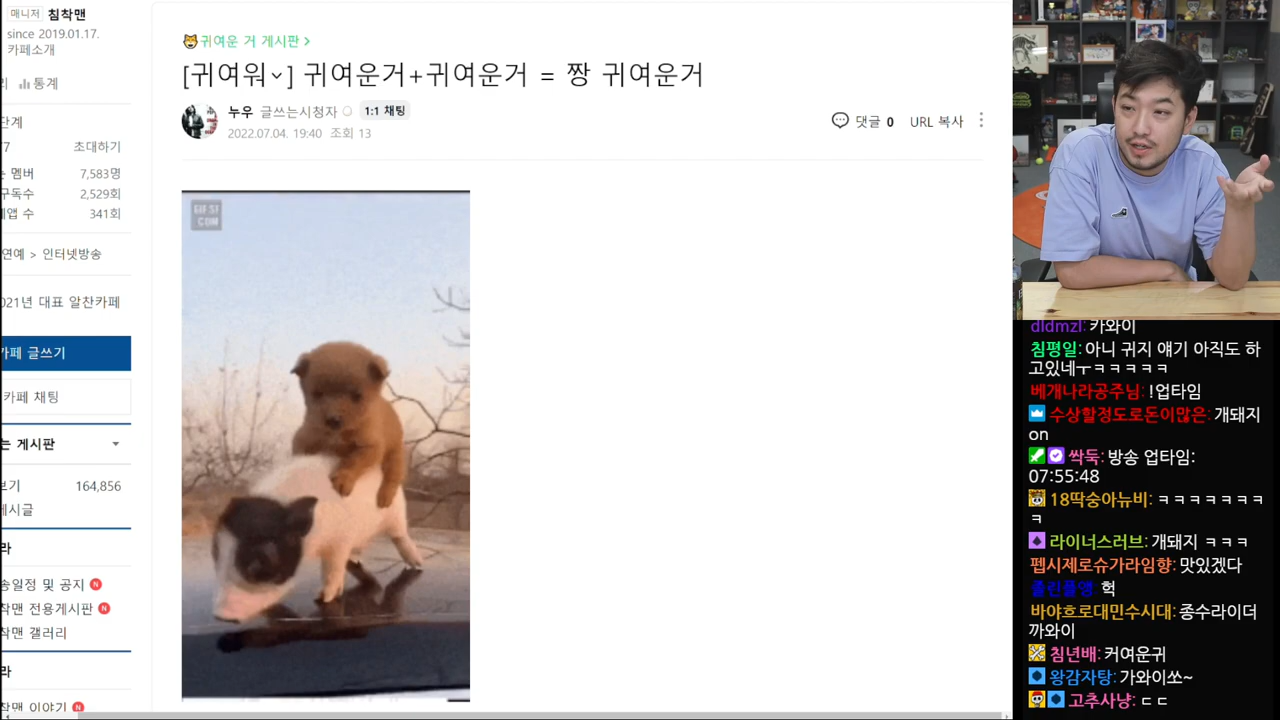 매니저 침착맨
since 2019.01.17.
카페소개
리 통계
단계
7 초대하기
는 멤버 7,583명
구독수 2,529회
앱 수 341회
연예 > 인터넷방송
021년 대표 알찬카페
카페 글쓰기
카페 채팅
는 게시판
보기 164,856
게시글
라
송일정 및 공지 N
착맨 전용게시판 N
착맨 갤러리
라
착맨 이야기 N
귀여운 거 게시판 >
[귀여워~] 귀여운거+귀여운거 = 짱 귀여운거
누우 글쓰는시청자 1:1 채팅
2022.07.04. 19:40 조회 13
댓글 0 URL 복사
dldmzl: 카와이
침평일: 아니 귀지 얘기 아직도 하
고있네ㅜㅋㅋㅋㅋㅋ
베개나라공주님: !업타임
수상할정도로돈이많은: 개돼지
on
싹둑: 방송 업타임:
07:55:48
18딱숭아뉴비: ㅋㅋㅋㅋㅋㅋㅋ
ㅋ
라이너스러브: 개돼지 ㅋㅋㅋ
펩시제로슈가라임향: 맛있겠다
졸린플앵: 헉
바야흐로대민수시대: 종수라이더
까와이
침년배: 커여운귀
왕감자탕: 가와이쏘~
고추사냥: ㄷㄷ